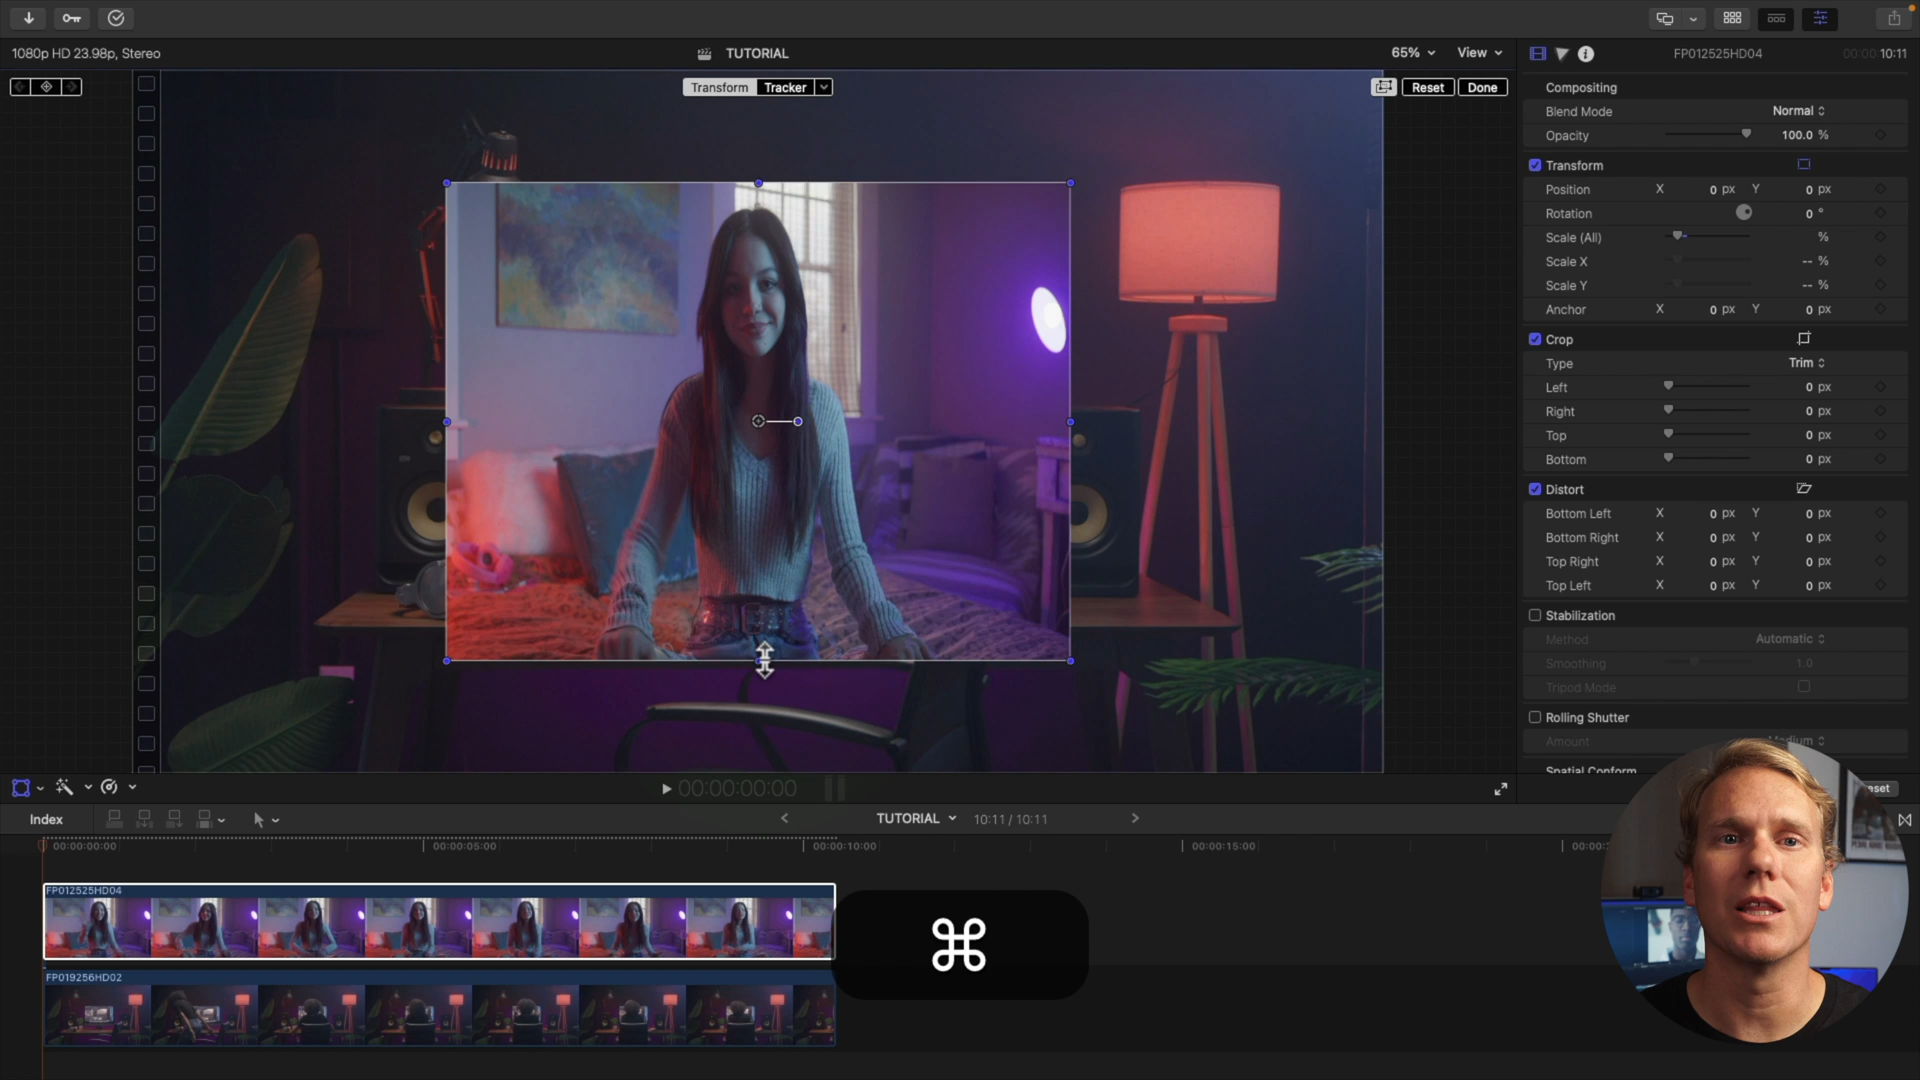 1080p HD 23.98p, Stereo
TUTORIAL
65%
View
FP012525HD04
00:00:10:11
Transform
Tracker
Reset
Done
Compositing
Blend Mode
Normal
Opacity
100.0 %
Transform
Position X 0 px Y 0 px
Rotation 0 °
Scale (All) %
Scale X -- %
Scale Y -- %
Anchor X 0 px Y 0 px
Crop
Type Trim
Left 0 px
Right 0 px
Top 0 px
Bottom 0 px
Distort
Bottom Left X 0 px Y 0 px
Bottom Right X 0 px Y 0 px
Top Right X 0 px Y 0 px
Top Left X 0 px Y 0 px
Stabilization
Method Automatic
Smoothing 1.0
Tripod Mode
Rolling Shutter
Amount Medium
Spatial Conform
00:00:00:00
Index
TUTORIAL
10:11 / 10:11
00:00:00:00
00:00:05:00
00:00:10:00
00:00:15:00
FP012525HD04
⌘
FP019256HD02